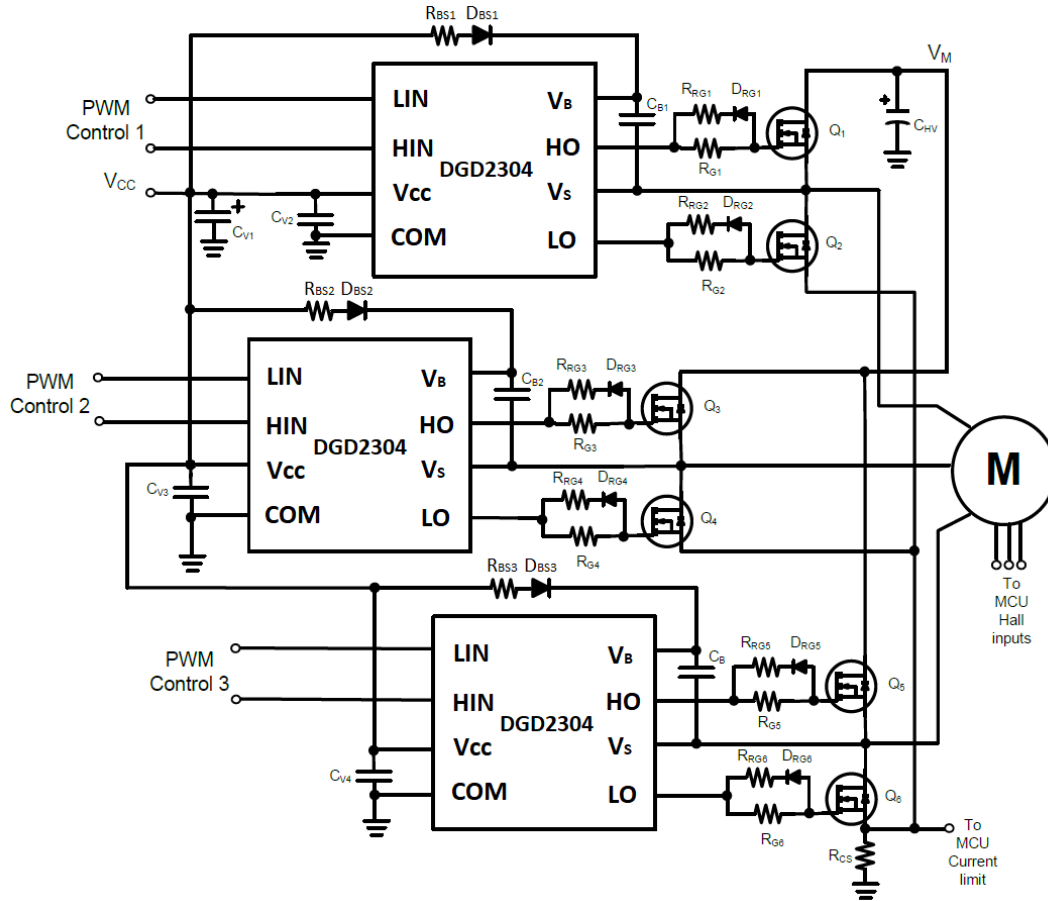 RBS1 DBS1
VM
PWM
Control 1
LIN
HIN
DGD2304
Vcc
COM
VB
HO
VS
LO
CB1
RRG1 DRG1
RG1
Q1
CHV
VCC
CV1
CV2
RRG2 DRG2
RG2
Q2
RBS2 DBS2
PWM
Control 2
LIN
HIN
DGD2304
Vcc
COM
VB
HO
VS
LO
CB2
RRG3 DRG3
RG3
Q3
CV3
RRG4 DRG4
RG4
Q4
M
To
MCU
Hall
inputs
RBS3 DBS3
PWM
Control 3
LIN
HIN
DGD2304
Vcc
COM
VB
HO
VS
LO
CB
RRG5 DRG5
RG5
Q5
CV4
RRG6 DRG6
RG6
Q6
RCS
To
MCU
Current
limit